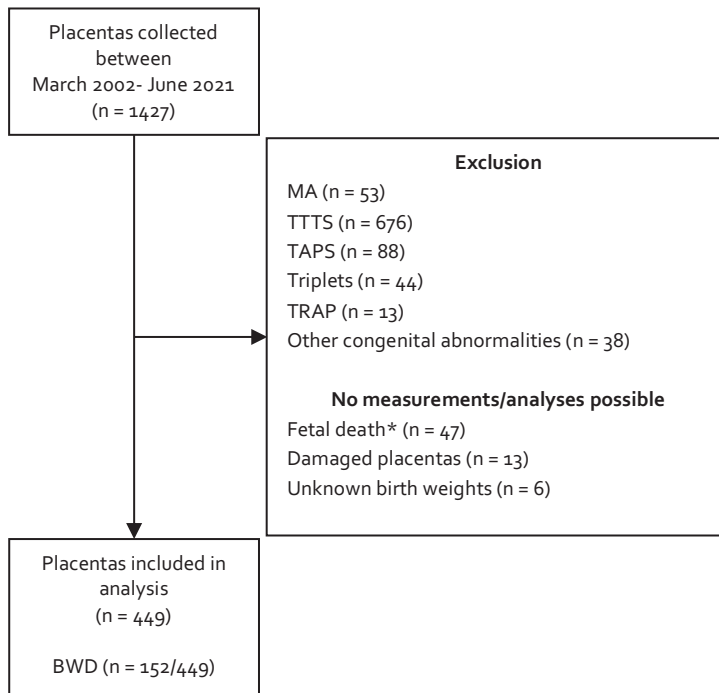 Placentas collected
between
March 2002- June 2021
(n = 1427)
Exclusion
MA (n = 53)
TTTS (n = 676)
TAPS (n = 88)
Triplets (n = 44)
TRAP (n = 13)
Other congenital abnormalities (n = 38)
No measurements/analyses possible
Fetal death* (n = 47)
Damaged placentas (n = 13)
Unknown birth weights (n = 6)
Placentas included in
analysis
(n = 449)
BWD (n = 152/449)